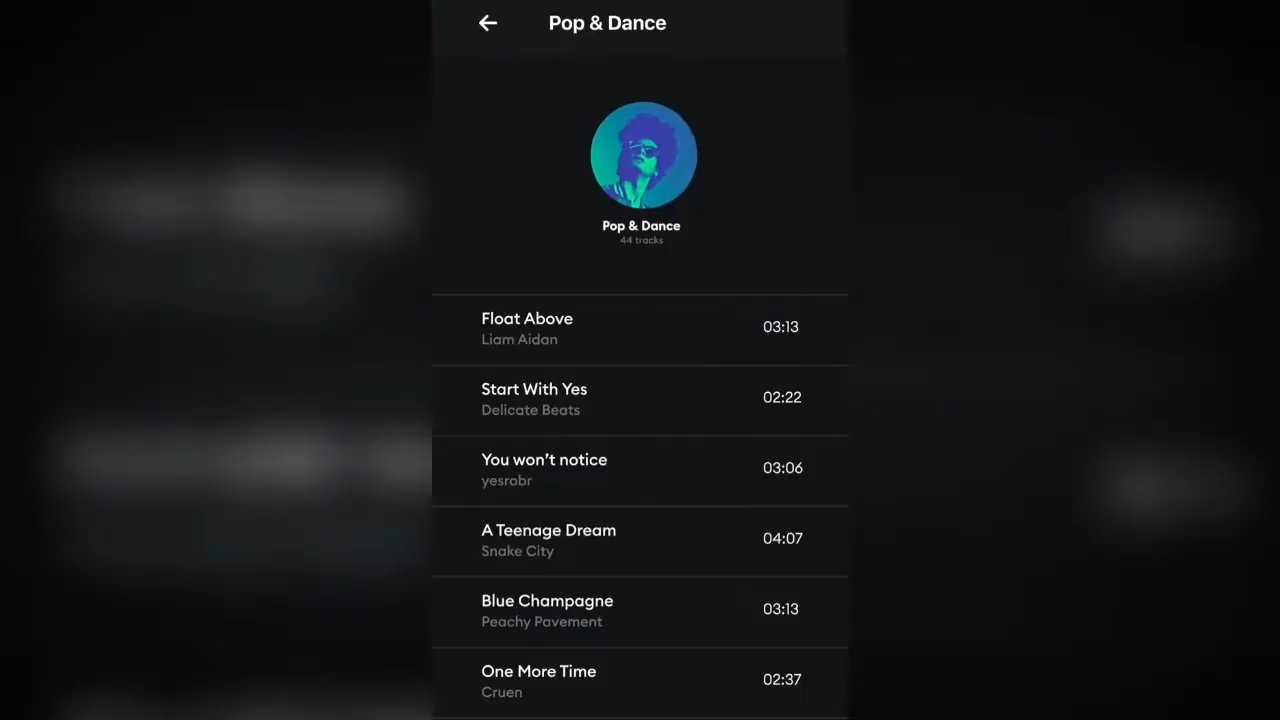 Pop & Dance
Pop & Dance
44 tracks
Float Above
03:13
Liam Aidan
Start With Yes
02:22
Delicate Beats
You won't notice
03:06
yesrobr
A Teenage Dream
04:07
Snake City
Blue Champagne
03:13
Peachy Pavement
One More Time
02:37
Cruen